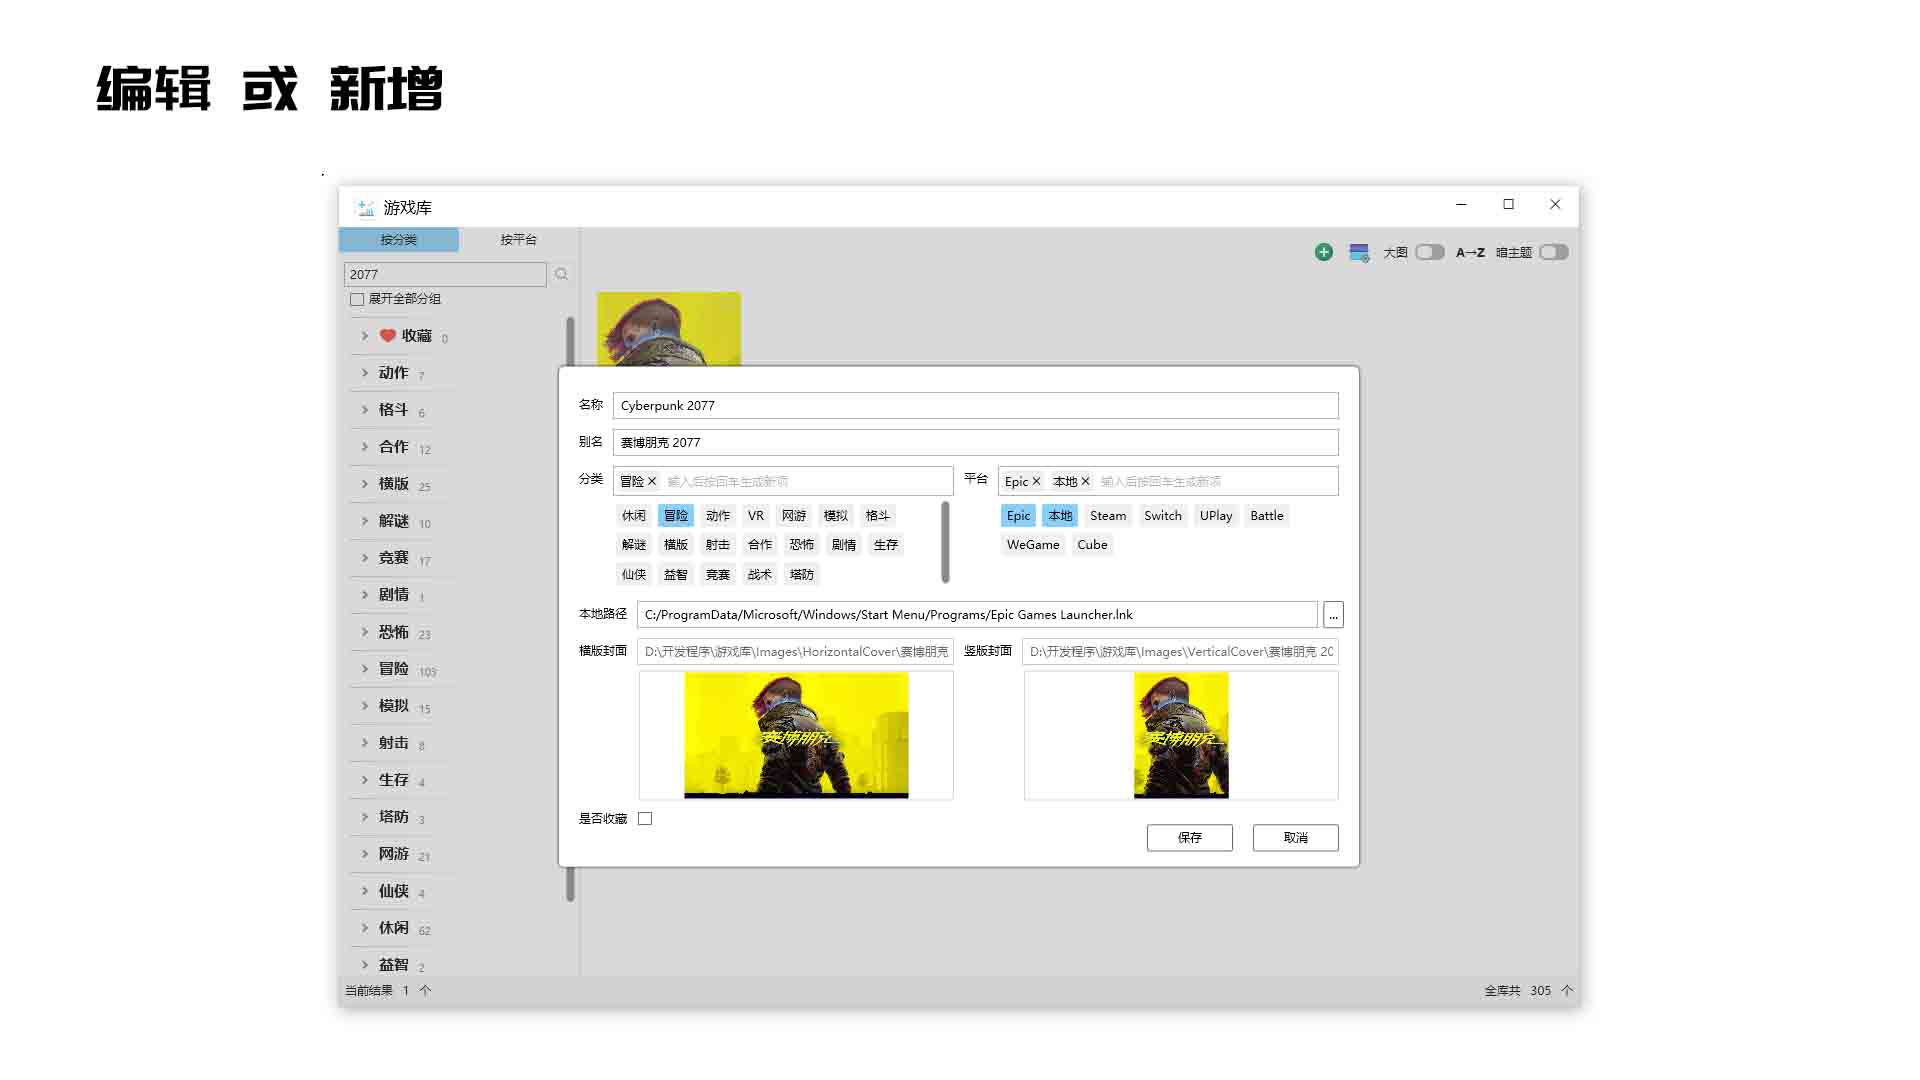 编辑 或 新增
游戏库
按分类 按平台
大图 A→Z 暗主题
2077
展开全部分组
收藏 0
动作 7
格斗 6
合作 12
横版 25
解谜 10
竞赛 17
剧情 1
恐怖 23
冒险 103
模拟 15
射击 8
生存 4
塔防 3
网游 21
仙侠 4
休闲 62
益智 2
名称 Cyberpunk 2077
别名 赛博朋克 2077
分类 冒险 × 输入后按回车生成新项
平台 Epic × 本地 × 输入后按回车生成新项
休闲 冒险 动作 VR 网游 模拟 格斗
解谜 横版 射击 合作 恐怖 剧情 生存
仙侠 益智 竞赛 战术 塔防
Epic 本地 Steam Switch UPlay Battle
WeGame Cube
本地路径 C:/ProgramData/Microsoft/Windows/Start Menu/Programs/Epic Games Launcher.lnk ...
横版封面 D:\开发程序\游戏库\Images\HorizontalCover\赛博朋克
竖版封面 D:\开发程序\游戏库\Images\VerticalCover\赛博朋克 20
赛博朋克
赛博朋克
是否收藏
保存 取消
当前结果 1 个
全库共 305 个